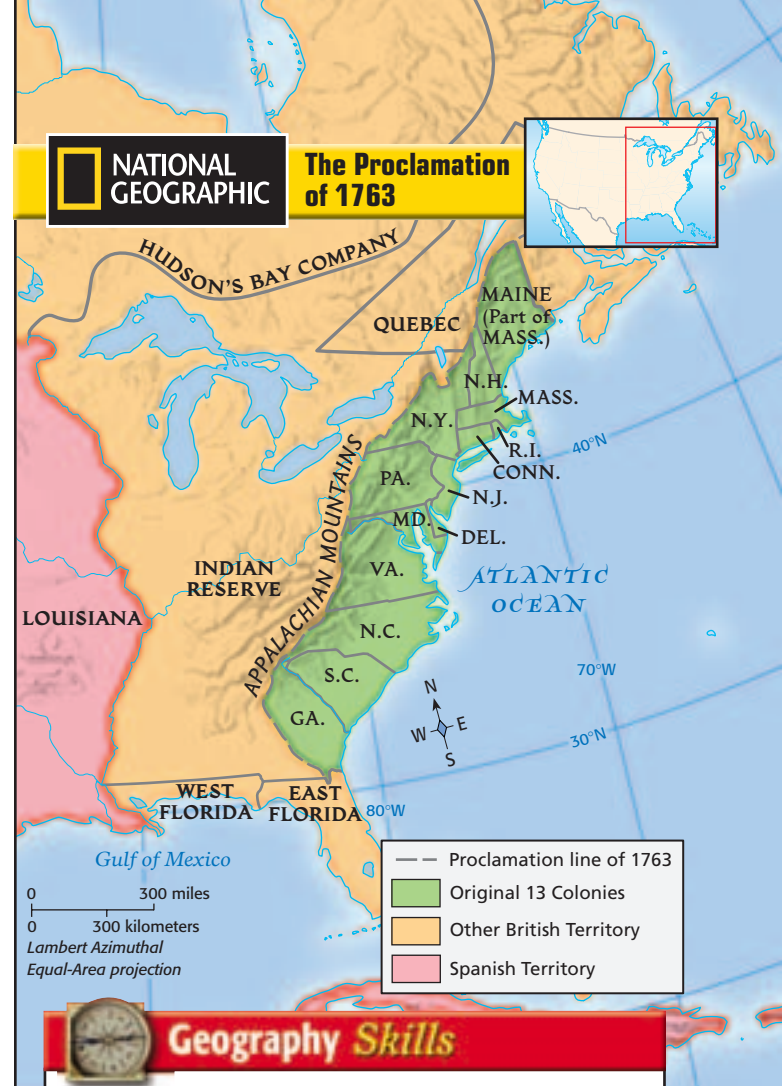 NATIONAL
GEOGRAPHIC
The Proclamation
of 1763
HUDSON'S BAY COMPANY
QUEBEC
MAINE
(Part of
MASS.)
N.H.
MASS.
N.Y.
R.I.
CONN.
40°N
PA.
N.J.
MD.
DEL.
APPALACHIAN MOUNTAINS
INDIAN
RESERVE
VA.
ATLANTIC
OCEAN
LOUISIANA
N.C.
S.C.
70°W
GA.
N
W E
S
30°N
WEST
FLORIDA
EAST
FLORIDA
80°W
Gulf of Mexico
0 300 miles
0 300 kilometers
Lambert Azimuthal
Equal-Area projection
Proclamation line of 1763
Original 13 Colonies
Other British Territory
Spanish Territory
Geography Skills